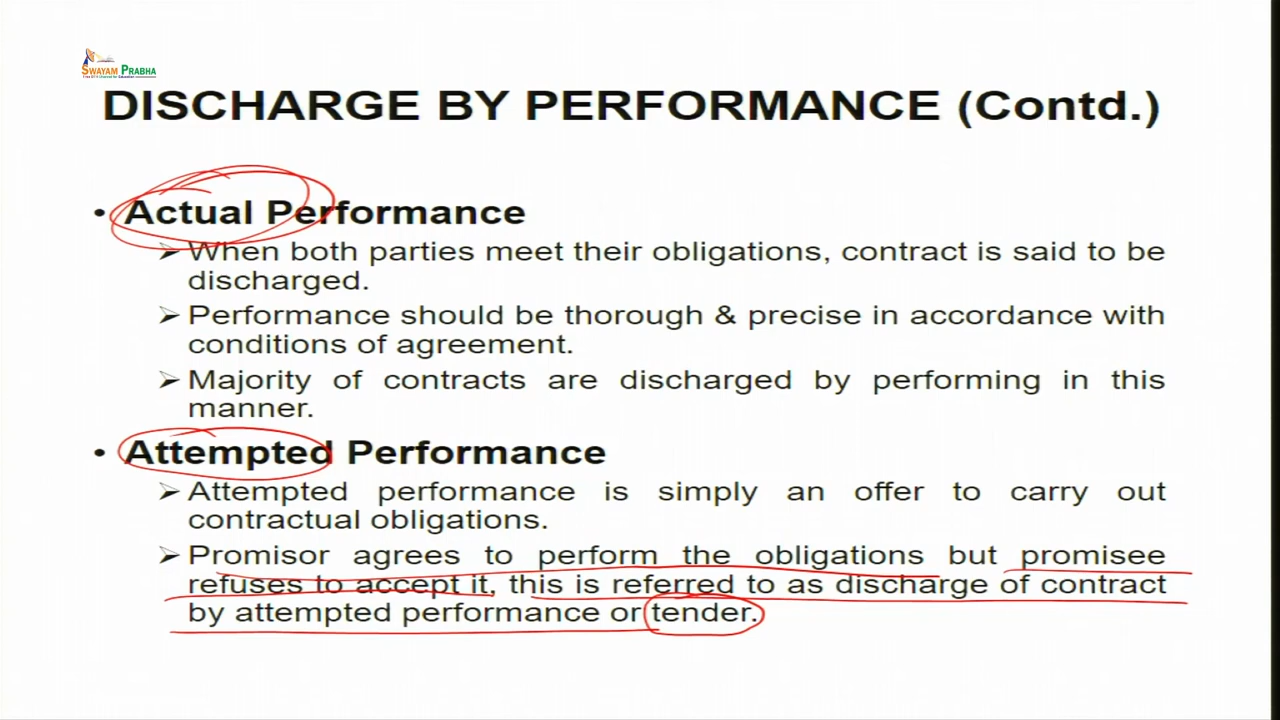 SWAYAM PRABHA
DISCHARGE BY PERFORMANCE (Contd.)
• Actual Performance
➢ When both parties meet their obligations, contract is said to be
discharged.
➢ Performance should be thorough & precise in accordance with
conditions of agreement.
➢ Majority of contracts are discharged by performing in this
manner.
• Attempted Performance
➢ Attempted performance is simply an offer to carry out
contractual obligations.
➢ Promisor agrees to perform the obligations but promisee
refuses to accept it, this is referred to as discharge of contract
by attempted performance or tender.